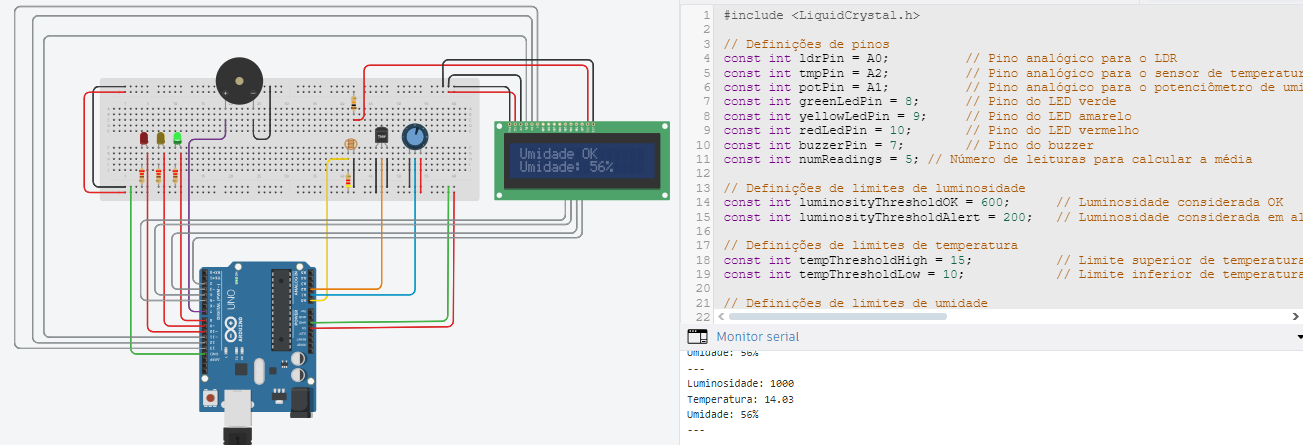 Umidade OK
Umidade: 56%
UNO
ARDUINO
1 #include <LiquidCrystal.h>
2
3 // Definições de pinos
4 const int ldrPin = A0; // Pino analógico para o LDR
5 const int tmpPin = A2; // Pino analógico para o sensor de temperatur
6 const int potPin = A1; // Pino analógico para o potenciômetro de umi
7 const int greenLedPin = 8; // Pino do LED verde
8 const int yellowLedPin = 9; // Pino do LED amarelo
9 const int redLedPin = 10; // Pino do LED vermelho
10 const int buzzerPin = 7; // Pino do buzzer
11 const int numReadings = 5; // Número de leituras para calcular a média
12
13 // Definições de limites de luminosidade
14 const int luminosityThresholdOK = 600; // Luminosidade considerada OK
15 const int luminosityThresholdAlert = 200; // Luminosidade considerada em al
16
17 // Definições de limites de temperatura
18 const int tempThresholdHigh = 15; // Limite superior de temperatura
19 const int tempThresholdLow = 10; // Limite inferior de temperatura
20
21 // Definições de limites de umidade
22
Monitor serial
Umidade: 56%
---
Luminosidade: 1000
Temperatura: 14.03
Umidade: 56%
---